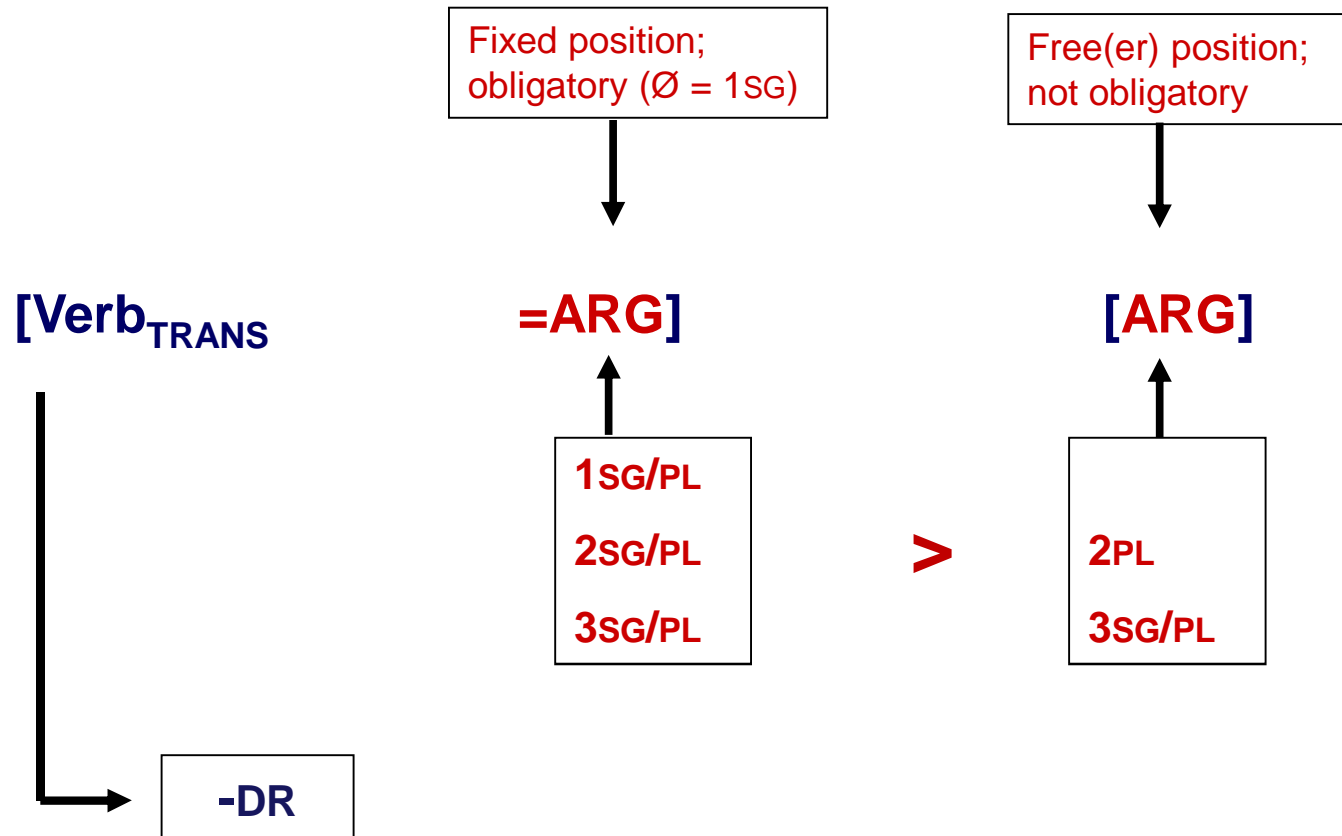 Fixed position;
obligatory (Ø = 1SG)
Free(er) position;
not obligatory
[VerbTRANS =ARG] [ARG]
1SG/PL
2SG/PL
3SG/PL
>
2PL
3SG/PL
-DR